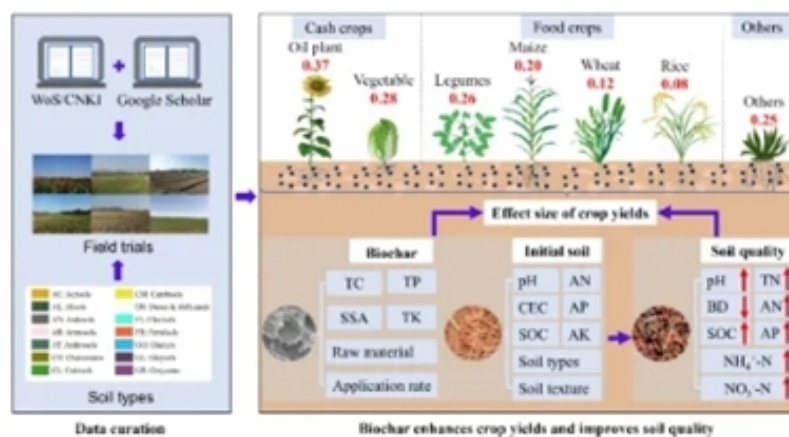 WoS/CNKI
+
Google Scholar
Field trials
Soil types
Data curation
Cash crops
Food crops
Others
Oil plant
0.37
Vegetable
0.28
Legumes
0.26
Maize
0.20
Wheat
0.12
Rice
0.08
Others
0.25
Effect size of crop yields
Biochar
TC TP
SSA TK
Raw material
Application rate
Initial soil
pH AN
CEC AP
SOC AK
Soil types
Soil texture
Soil quality
pH TN
BD AN
SOC AP
NH₄⁺-N
NO₃⁻-N
Biochar enhances crop yields and improves soil quality